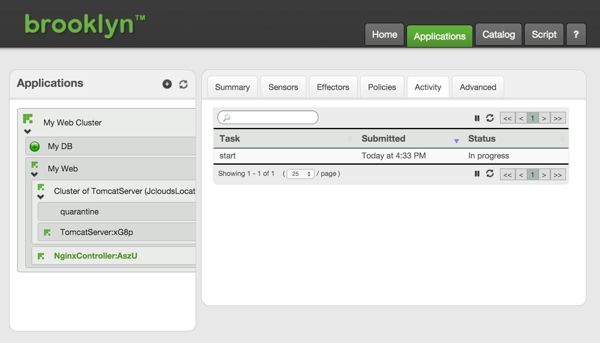 brooklyn™
Home Applications Catalog Script ?
Applications
My Web Cluster
My DB
My Web
Cluster of TomcatServer (JcloudsLocat
quarantine
TomcatServer:xG8p
NginxController:AszU
Summary Sensors Effectors Policies Activity Advanced
<< < 1 > >>
Task Submitted Status
start Today at 4:33 PM In progress
Showing 1 - 1 of 1 ( 25 / page ) << < 1 > >>